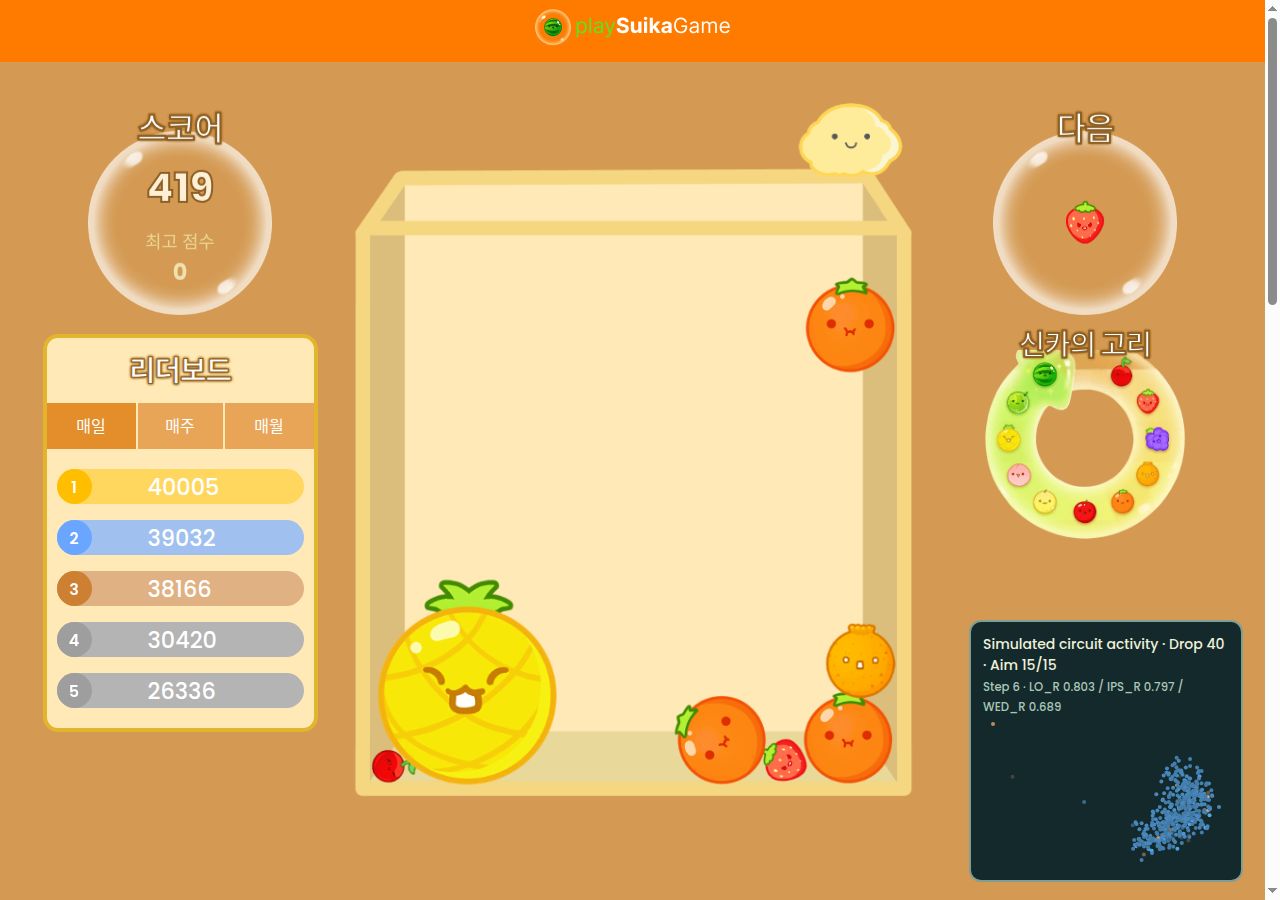 playSuikaGame
스코어
419
최고 점수
0
다음
신카의 고리
리더보드
매일 매주 매월
1 40005
2 39032
3 38166
4 30420
5 26336
Simulated circuit activity · Drop 40
· Aim 15/15
Step 6 · LO_R 0.803 / IPS_R 0.797 /
WED_R 0.689